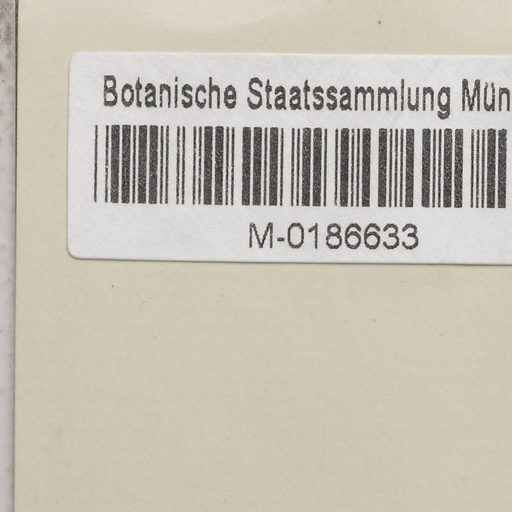 Botanische Staatssammlung Mün
M-0186633